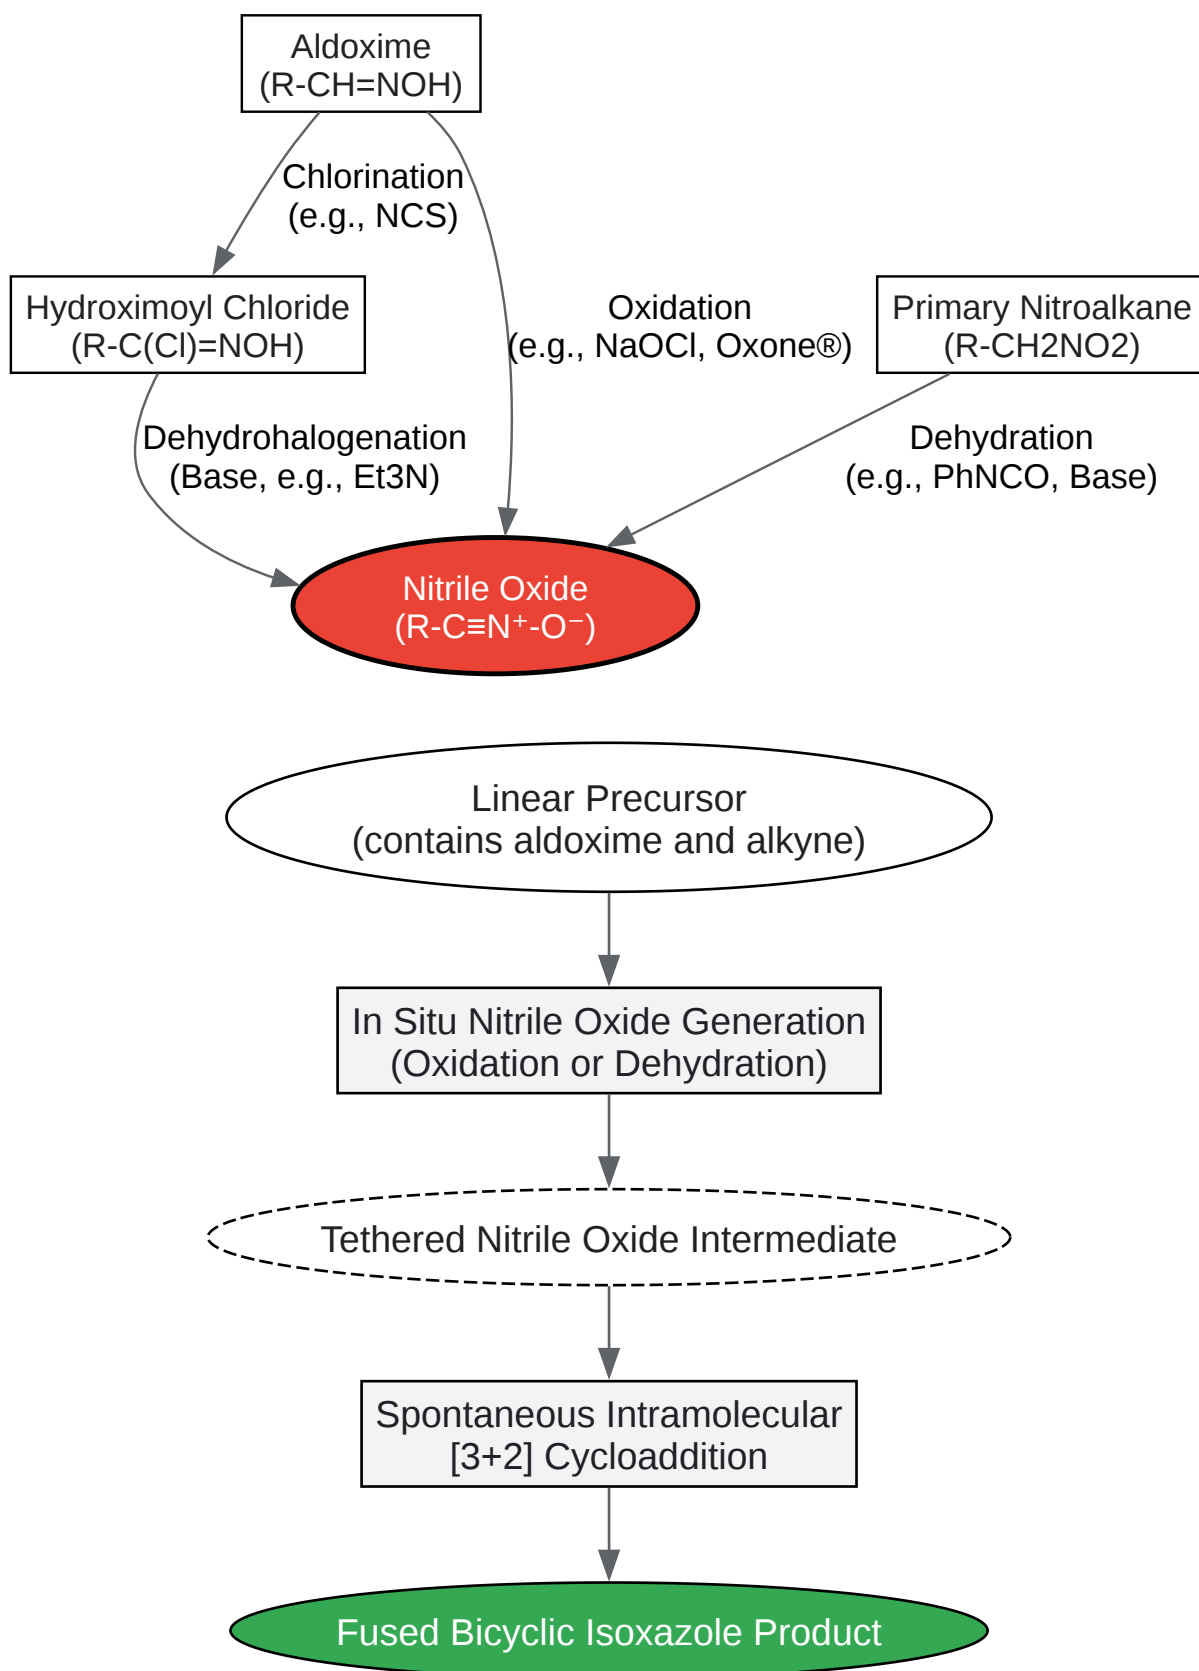 Aldoxime
(R-CH=NOH)
Chlorination
(e.g., NCS)
Hydroximoyl Chloride
(R-C(Cl)=NOH)
Oxidation
(e.g., NaOCl, Oxone®)
Primary Nitroalkane
(R-CH2NO2)
Dehydrohalogenation
(Base, e.g., Et3N)
Dehydration
(e.g., PhNCO, Base)
Nitrile Oxide
(R-C≡N⁺-O⁻)
Linear Precursor
(contains aldoxime and alkyne)
In Situ Nitrile Oxide Generation
(Oxidation or Dehydration)
Tethered Nitrile Oxide Intermediate
Spontaneous Intramolecular
[3+2] Cycloaddition
Fused Bicyclic Isoxazole Product